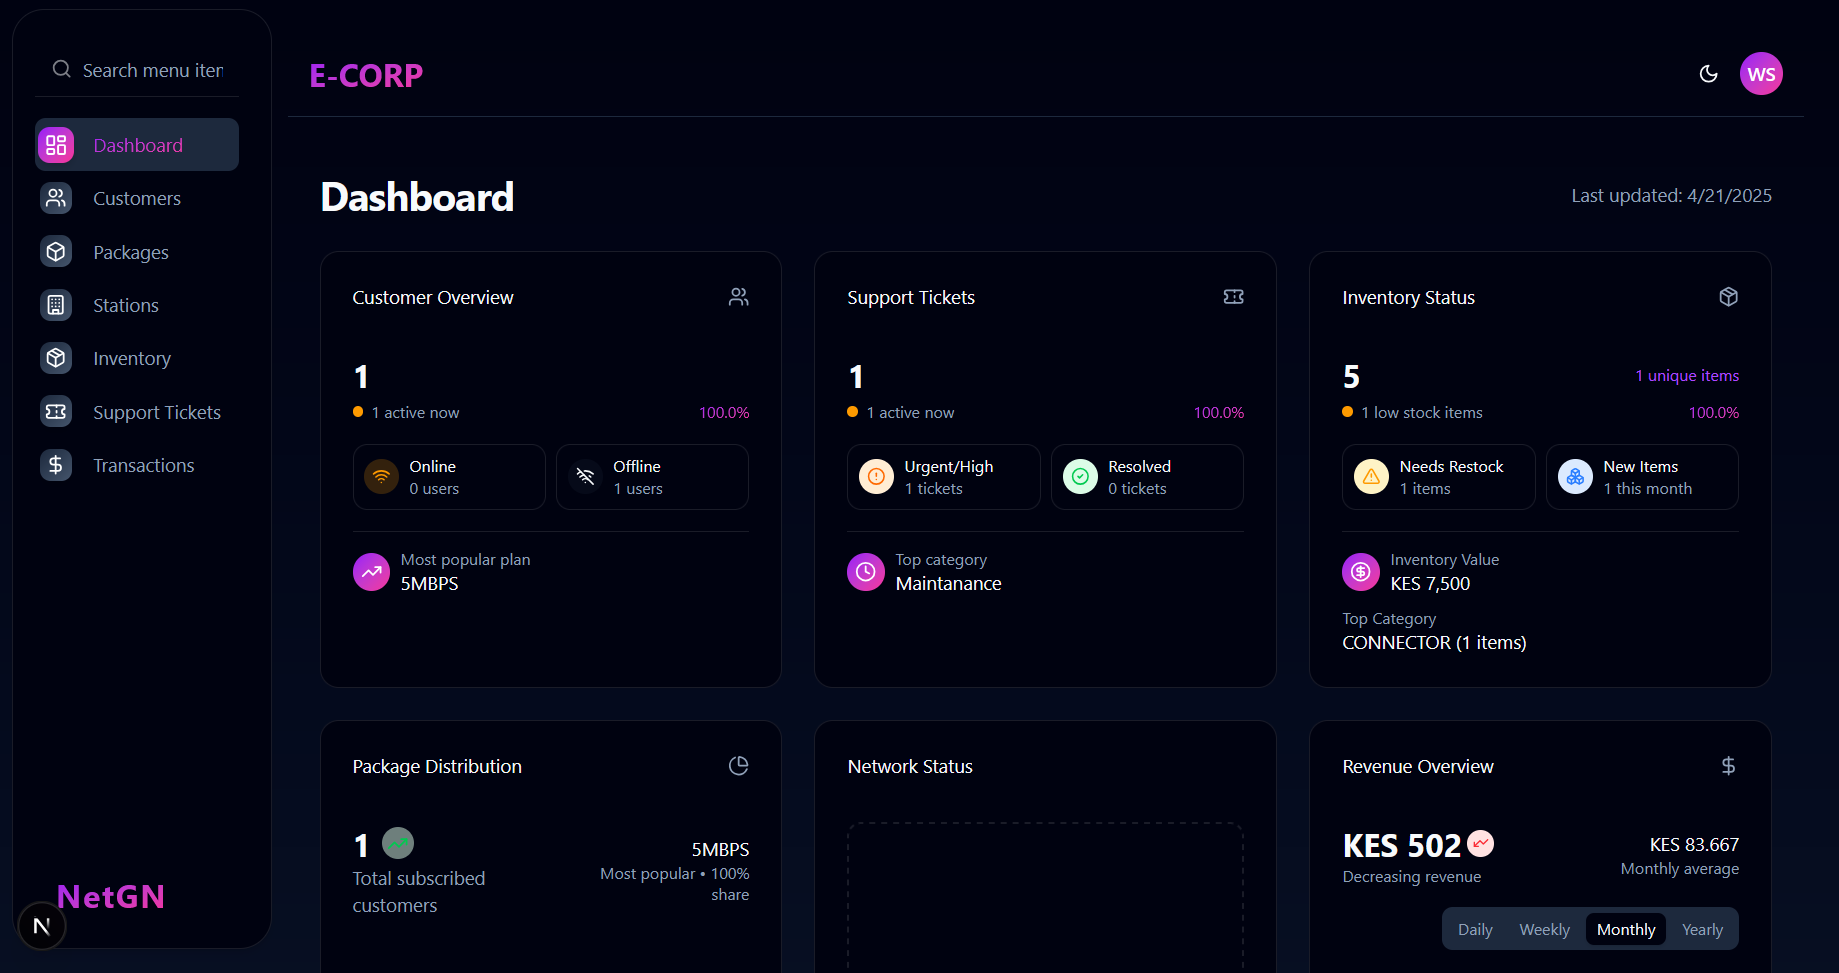 Search menu iter
Dashboard
Customers
Packages
Stations
Inventory
Support Tickets
Transactions
NetGN
N
E-CORP
WS
Dashboard
Last updated: 4/21/2025
Customer Overview
1
1 active now
100.0%
Online
0 users
Offline
1 users
Most popular plan
5MBPS
Support Tickets
1
1 active now
100.0%
Urgent/High
1 tickets
Resolved
0 tickets
Top category
Maintanance
Inventory Status
5
1 unique items
1 low stock items
100.0%
Needs Restock
1 items
New Items
1 this month
Inventory Value
KES 7,500
Top Category
CONNECTOR (1 items)
Package Distribution
1
Total subscribed
customers
5MBPS
Most popular • 100%
share
Network Status
Revenue Overview
KES 502
Decreasing revenue
KES 83.667
Monthly average
Daily
Weekly
Monthly
Yearly